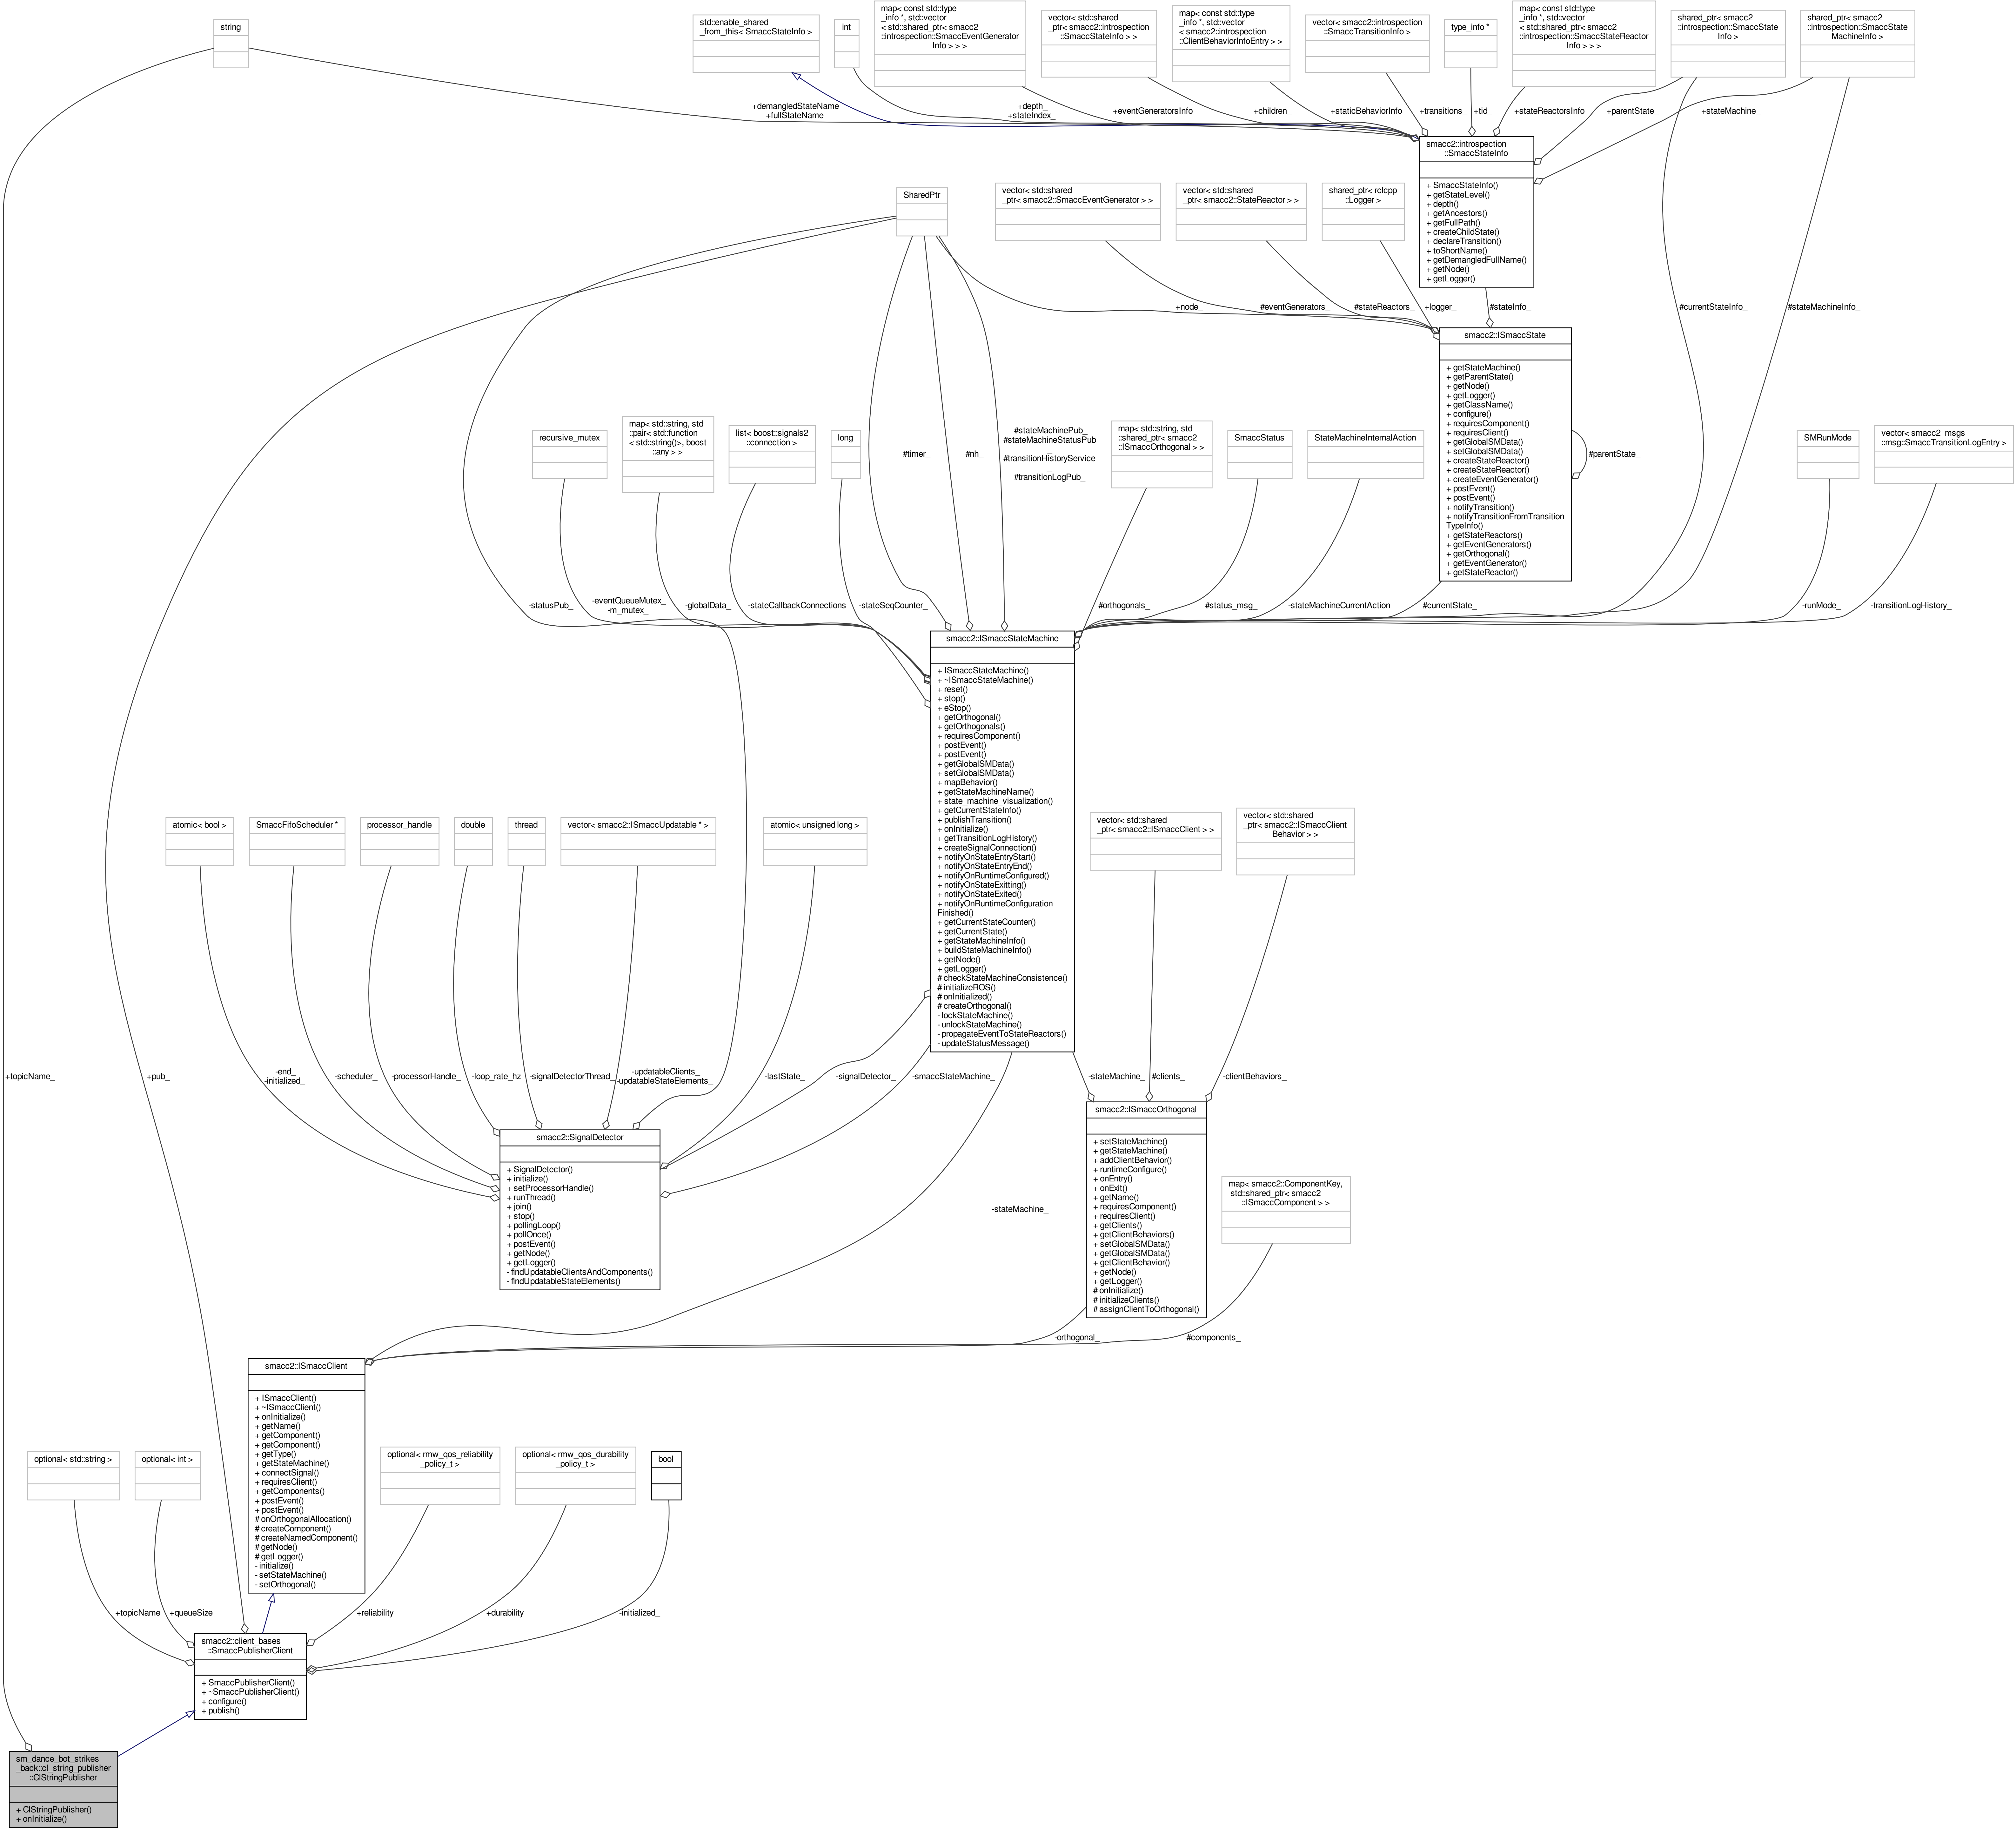 string
std::enable_shared
_from_this< SmaccStateInfo >
int
map< const std::type
_info *, std::vector
< std::shared_ptr< smacc2
::introspection::SmaccEventGenerator
Info > > >
vector< std::shared
_ptr< smacc2::introspection
::SmaccStateInfo > >
map< const std::type
_info *, std::vector
< smacc2::introspection
::ClientBehaviorInfoEntry > >
vector< smacc2::introspection
::SmaccTransitionInfo >
type_info *
map< const std::type
_info *, std::vector
< std::shared_ptr< smacc2
::introspection::SmaccStateReactor
Info > > >
shared_ptr< smacc2
::introspection::SmaccState
Info >
shared_ptr< smacc2
::introspection::SmaccState
MachineInfo >
+demangledStateName
+fullStateName
+depth_
+stateIndex_
+eventGeneratorsInfo
+children_
+staticBehaviorInfo
+transitions_
+tid_
+stateReactorsInfo
+parentState_
+stateMachine_
smacc2::introspection
::SmaccStateInfo
+ SmaccStateInfo()
+ getStateLevel()
+ depth()
+ getAncestors()
+ getFullPath()
+ createChildState()
+ declareTransition()
+ toShortName()
+ getDemangledFullName()
+ getNode()
+ getLogger()
SharedPtr
vector< std::shared
_ptr< smacc2::SmaccEventGenerator > >
vector< std::shared
_ptr< smacc2::StateReactor > >
shared_ptr< rclcpp
::Logger >
+node_
#eventGenerators_
#stateReactors_
+logger_
#stateInfo_
#currentStateInfo_
#stateMachineInfo_
smacc2::ISmaccState
+ getStateMachine()
+ getParentState()
+ getNode()
+ getLogger()
+ getClassName()
+ configure()
+ requiresComponent()
+ requiresClient()
+ getGlobalSMData()
+ setGlobalSMData()
+ createStateReactor()
+ createStateReactor()
+ createEventGenerator()
+ postEvent()
+ postEvent()
+ notifyTransition()
+ notifyTransitionFromTransition
TypeInfo()
+ getStateReactors()
+ getEventGenerators()
+ getOrthogonal()
+ getEventGenerator()
+ getStateReactor()
#parentState_
recursive_mutex
map< std::string, std
::pair< std::function
< std::string()>, boost
::any > >
list< boost::signals2
::connection >
long
#timer_
#nh_
#stateMachinePub_
#stateMachineStatusPub
_
#transitionHistoryService
_
#transitionLogPub_
map< std::string, std
::shared_ptr< smacc2
::ISmaccOrthogonal > >
SmaccStatus
StateMachineInternalAction
SMRunMode
vector< smacc2_msgs
::msg::SmaccTransitionLogEntry >
-statusPub_
-eventQueueMutex_
-m_mutex_
-globalData_
-stateCallbackConnections
-stateSeqCounter_
#orthogonals_
#status_msg_
-stateMachineCurrentAction
#currentState_
-runMode_
-transitionLogHistory_
smacc2::ISmaccStateMachine
+ ISmaccStateMachine()
+ ~ISmaccStateMachine()
+ reset()
+ stop()
+ eStop()
+ getOrthogonal()
+ getOrthogonals()
+ requiresComponent()
+ postEvent()
+ postEvent()
+ getGlobalSMData()
+ setGlobalSMData()
+ mapBehavior()
+ getStateMachineName()
+ state_machine_visualization()
+ getCurrentStateInfo()
+ publishTransition()
+ onInitialize()
+ getTransitionLogHistory()
+ createSignalConnection()
+ notifyOnStateEntryStart()
+ notifyOnStateEntryEnd()
+ notifyOnRuntimeConfigured()
+ notifyOnStateExitting()
+ notifyOnStateExited()
+ notifyOnRuntimeConfiguration
Finished()
+ getCurrentStateCounter()
+ getCurrentState()
+ getStateMachineInfo()
+ buildStateMachineInfo()
+ getNode()
+ getLogger()
# checkStateMachineConsistence()
# initializeROS()
# onInitialized()
# createOrthogonal()
- lockStateMachine()
- unlockStateMachine()
- propagateEventToStateReactors()
- updateStatusMessage()
atomic< bool >
SmaccFifoScheduler *
processor_handle
double
thread
vector< smacc2::ISmaccUpdatable * >
atomic< unsigned long >
vector< std::shared
_ptr< smacc2::ISmaccClient > >
vector< std::shared
_ptr< smacc2::ISmaccClient
Behavior > >
+topicName_
+pub_
-end_
-initialized_
-scheduler_
-processorHandle_
-loop_rate_hz
-signalDetectorThread_
-updatableClients_
-updatableStateElements_
-lastState_
-signalDetector_
-smaccStateMachine_
-stateMachine_
#clients_
-clientBehaviors_
smacc2::SignalDetector
+ SignalDetector()
+ initialize()
+ setProcessorHandle()
+ runThread()
+ join()
+ stop()
+ pollingLoop()
+ pollOnce()
+ postEvent()
+ getNode()
+ getLogger()
- findUpdatableClientsAndComponents()
- findUpdatableStateElements()
smacc2::ISmaccOrthogonal
+ setStateMachine()
+ getStateMachine()
+ addClientBehavior()
+ runtimeConfigure()
+ onEntry()
+ onExit()
+ getName()
+ requiresComponent()
+ requiresClient()
+ getClients()
+ getClientBehaviors()
+ setGlobalSMData()
+ getGlobalSMData()
+ getClientBehavior()
+ getNode()
+ getLogger()
# onInitialize()
# initializeClients()
# assignClientToOrthogonal()
map< smacc2::ComponentKey,
std::shared_ptr< smacc2
::ISmaccComponent > >
-stateMachine_
-orthogonal_
#components_
smacc2::ISmaccClient
+ ISmaccClient()
+ ~ISmaccClient()
+ onInitialize()
+ getName()
+ getComponent()
+ getComponent()
+ getType()
+ getStateMachine()
+ connectSignal()
+ requiresClient()
+ getComponents()
+ postEvent()
+ postEvent()
# onOrthogonalAllocation()
# createComponent()
# createNamedComponent()
# getNode()
# getLogger()
- initialize()
- setStateMachine()
- setOrthogonal()
optional< std::string >
optional< int >
optional< rmw_qos_reliability
_policy_t >
optional< rmw_qos_durability
_policy_t >
bool
+topicName
+queueSize
+reliability
+durability
-initialized_
smacc2::client_bases
::SmaccPublisherClient
+ SmaccPublisherClient()
+ ~SmaccPublisherClient()
+ configure()
+ publish()
sm_dance_bot_strikes
_back::cl_string_publisher
::ClStringPublisher
+ ClStringPublisher()
+ onInitialize()